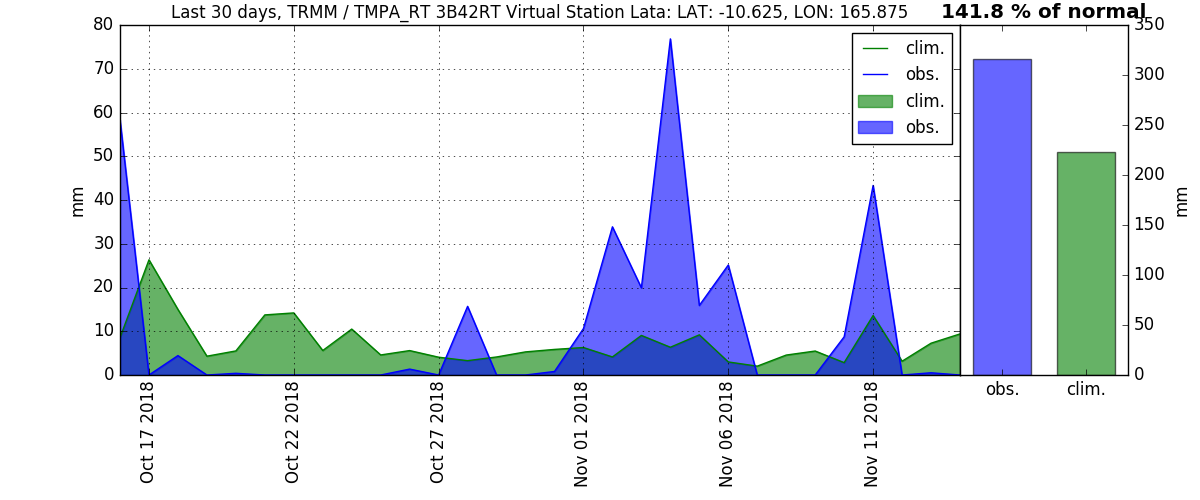 Last 30 days, TRMM / TMPA_RT 3B42RT Virtual Station Lata: LAT: -10.625, LON: 165.875
141.8 % of normal
80
70
60
50
40
30
20
10
0
mm
clim.
obs.
clim.
obs.
Oct 17 2018
Oct 22 2018
Oct 27 2018
Nov 01 2018
Nov 06 2018
Nov 11 2018
350
300
250
200
150
100
50
0
mm
obs.
clim.